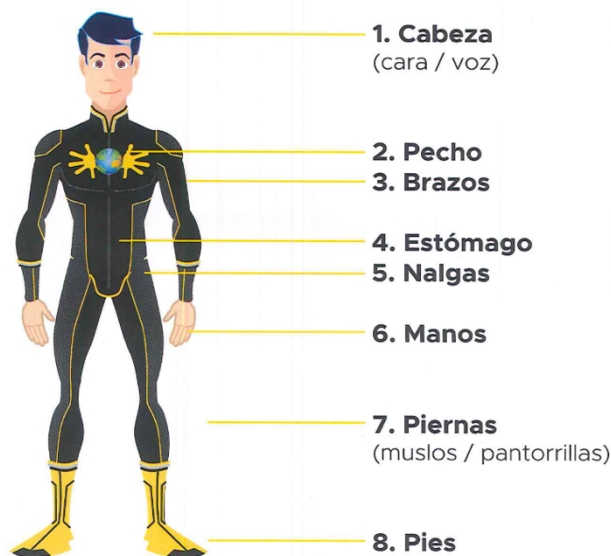 1. Cabeza
(cara / voz)
2. Pecho
3. Brazos
4. Estómago
5. Nalgas
6. Manos
7. Piernas
(muslos / pantorrillas)
8. Pies